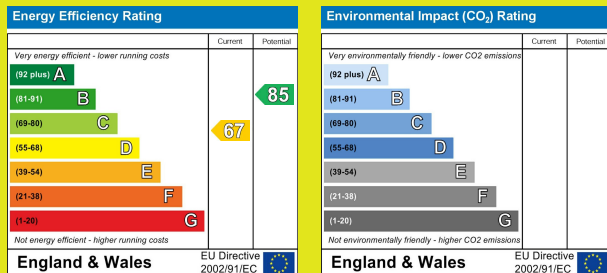 Energy Efficiency Rating
Current Potential
Very energy efficient - lower running costs
(92 plus) A
(81-91) B
85
(69-80) C
67
(55-68) D
(39-54) E
(21-38) F
(1-20) G
Not energy efficient - higher running costs
England & Wales
EU Directive
2002/91/EC
Environmental Impact (CO₂) Rating
Current Potential
Very environmentally friendly - lower CO2 emissions
(92 plus) A
(81-91) B
(69-80) C
(55-68) D
(39-54) E
(21-38) F
(1-20) G
Not environmentally friendly - higher CO2 emissions
England & Wales
EU Directive
2002/91/EC